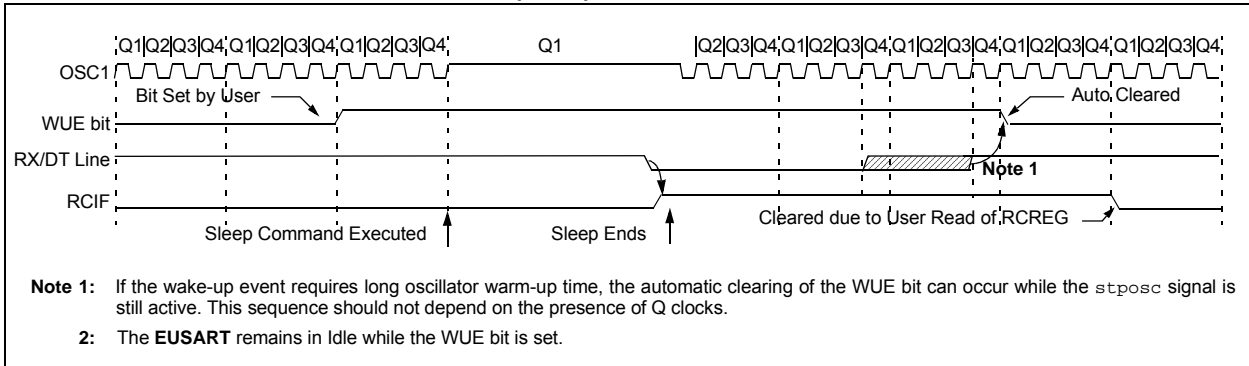 Q1|Q2|Q3|Q4 Q1|Q2|Q3|Q4 Q1|Q2|Q3|Q4 Q1 |Q2|Q3|Q4 Q1|Q2|Q3|Q4 Q1|Q2|Q3|Q4 Q1|Q2|Q3|Q4 Q1|Q2|Q3|Q4
OSC1
Bit Set by User
Auto Cleared
WUE bit
RX/DT Line
Note 1
RCIF
Cleared due to User Read of RCREG
Sleep Command Executed
Sleep Ends
Note 1: If the wake-up event requires long oscillator warm-up time, the automatic clearing of the WUE bit can occur while the stposc signal is
still active. This sequence should not depend on the presence of Q clocks.
2: The EUSART remains in Idle while the WUE bit is set.